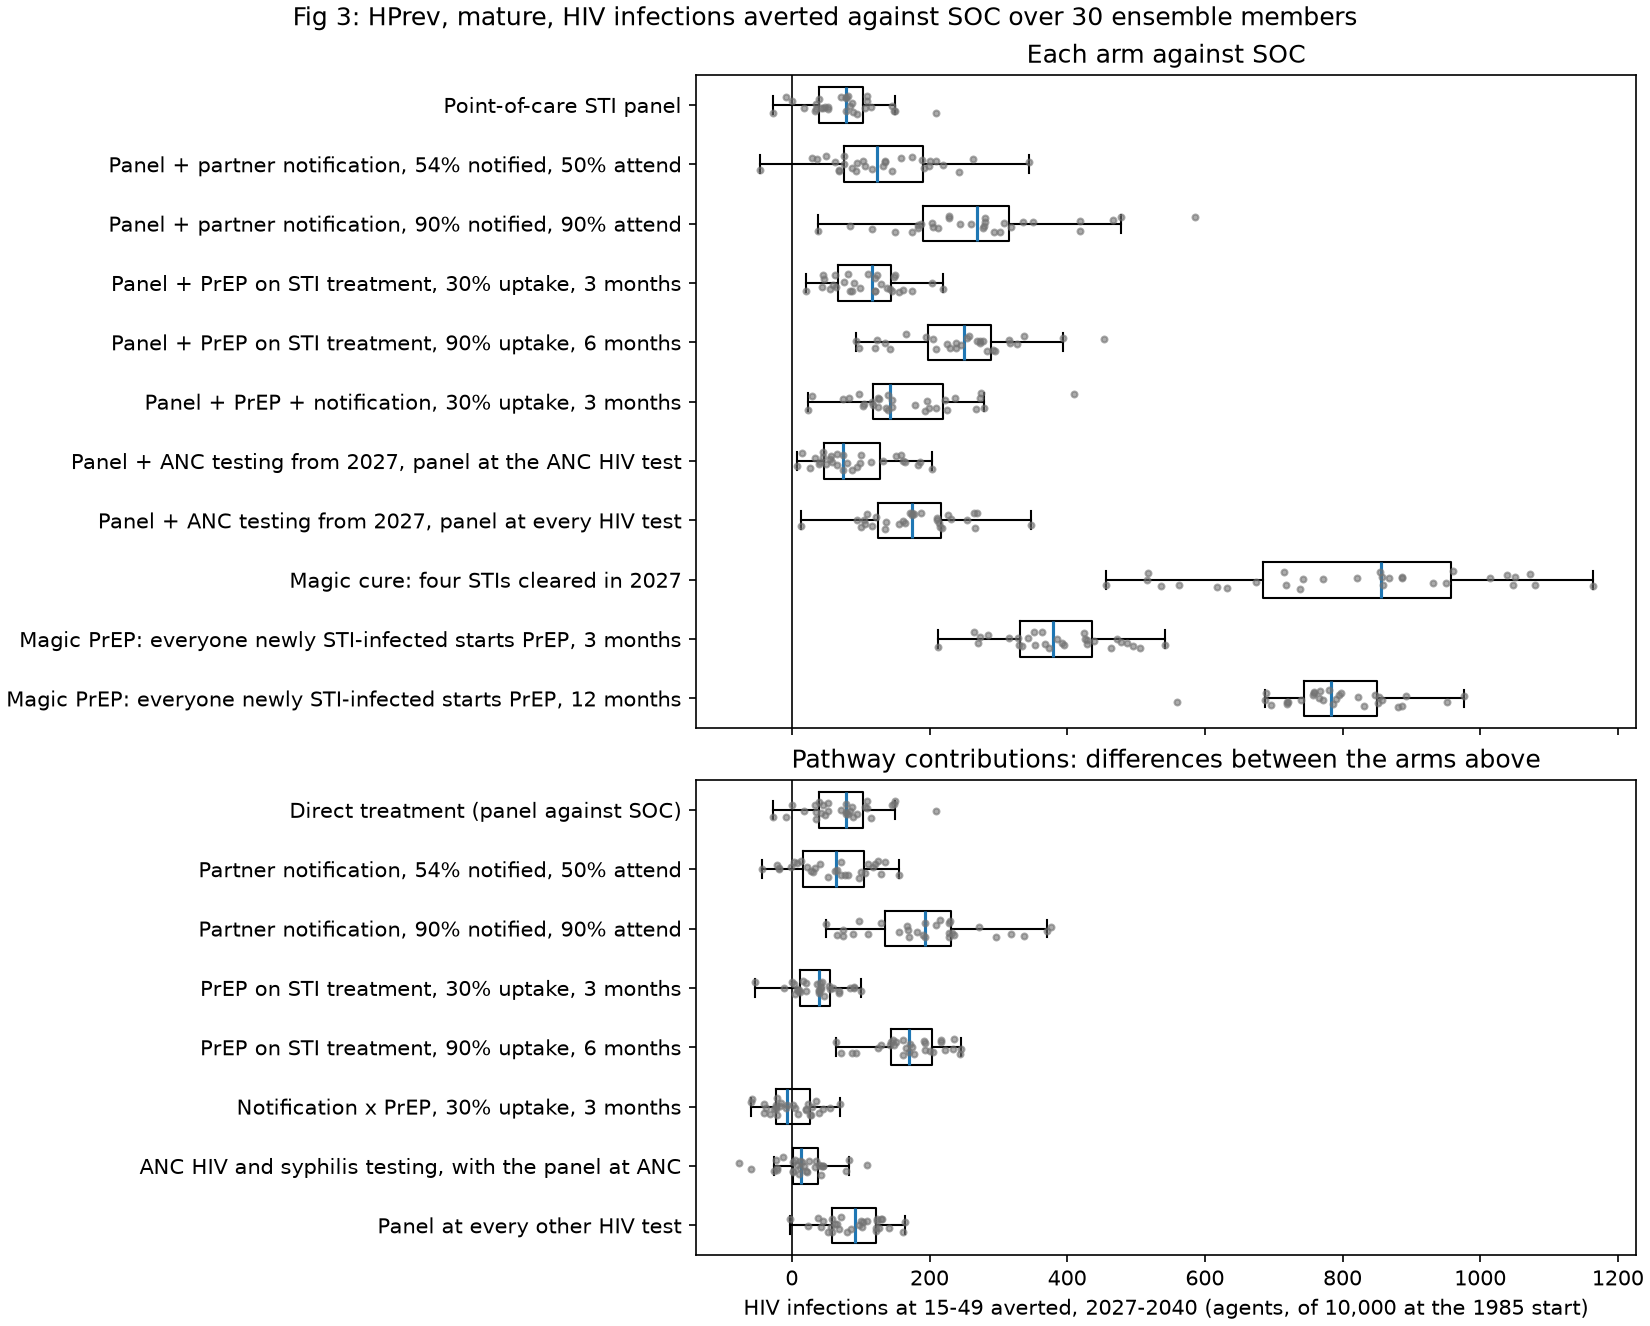 Fig 3: HPrev, mature, HIV infections averted against SOC over 30 ensemble members
Each arm against SOC
Point-of-care STI panel
Panel + partner notification, 54% notified, 50% attend
Panel + partner notification, 90% notified, 90% attend
Panel + PrEP on STI treatment, 30% uptake, 3 months
Panel + PrEP on STI treatment, 90% uptake, 6 months
Panel + PrEP + notification, 30% uptake, 3 months
Panel + ANC testing from 2027, panel at the ANC HIV test
Panel + ANC testing from 2027, panel at every HIV test
Magic cure: four STIs cleared in 2027
Magic PrEP: everyone newly STI-infected starts PrEP, 3 months
Magic PrEP: everyone newly STI-infected starts PrEP, 12 months
Pathway contributions: differences between the arms above
Direct treatment (panel against SOC)
Partner notification, 54% notified, 50% attend
Partner notification, 90% notified, 90% attend
PrEP on STI treatment, 30% uptake, 3 months
PrEP on STI treatment, 90% uptake, 6 months
Notification x PrEP, 30% uptake, 3 months
ANC HIV and syphilis testing, with the panel at ANC
Panel at every other HIV test
0 200 400 600 800 1000 1200
HIV infections at 15-49 averted, 2027-2040 (agents, of 10,000 at the 1985 start)